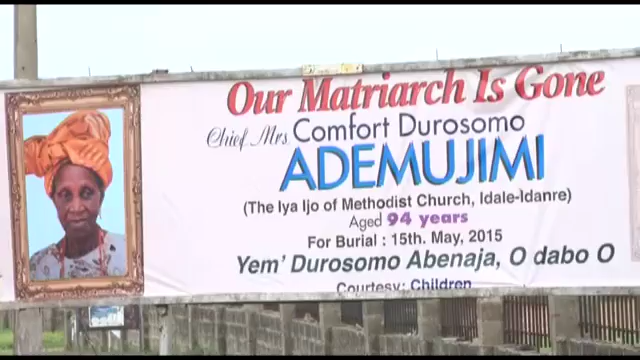 Our Matriarch Is Gone
Chief Mrs Comfort Durosomo
ADEMUJIMI
(The Iya Ijo of Methodist Church, Idale-Idanre)
Aged 94 years
For Burial : 15th. May, 2015
Yem' Durosomo Abenaja, O dabo O
Courtesy: Children